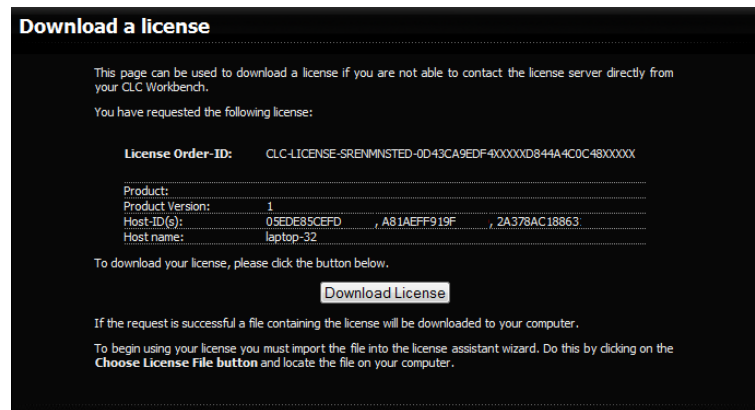 Download a license
This page can be used to download a license if you are not able to contact the license server directly from
your CLC Workbench.
You have requested the following license:
License Order-ID: CLC-LICENSE-SRENMNSTED-0D43CA9EDF4XXXXXD844A4C0C48XXXXX
Product:
Product Version: 1
Host-ID(s): 05EDE85CEFD , A81AEFF919F , 2A378AC18863
Host name: laptop-32
To download your license, please click the button below.
Download License
If the request is successful a file containing the license will be downloaded to your computer.
To begin using your license you must import the file into the license assistant wizard. Do this by clicking on the
Choose License File button and locate the file on your computer.